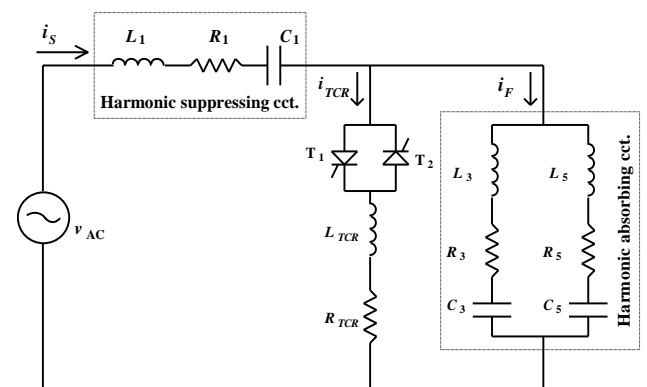 i_S
L_1 R_1 C_1
Harmonic suppressing cct.
i_TCR
i_F
T_1
T_2
L_3
L_5
L_TCR
v_AC
R_3
R_5
R_TCR
C_3
C_5
Harmonic absorbing cct.